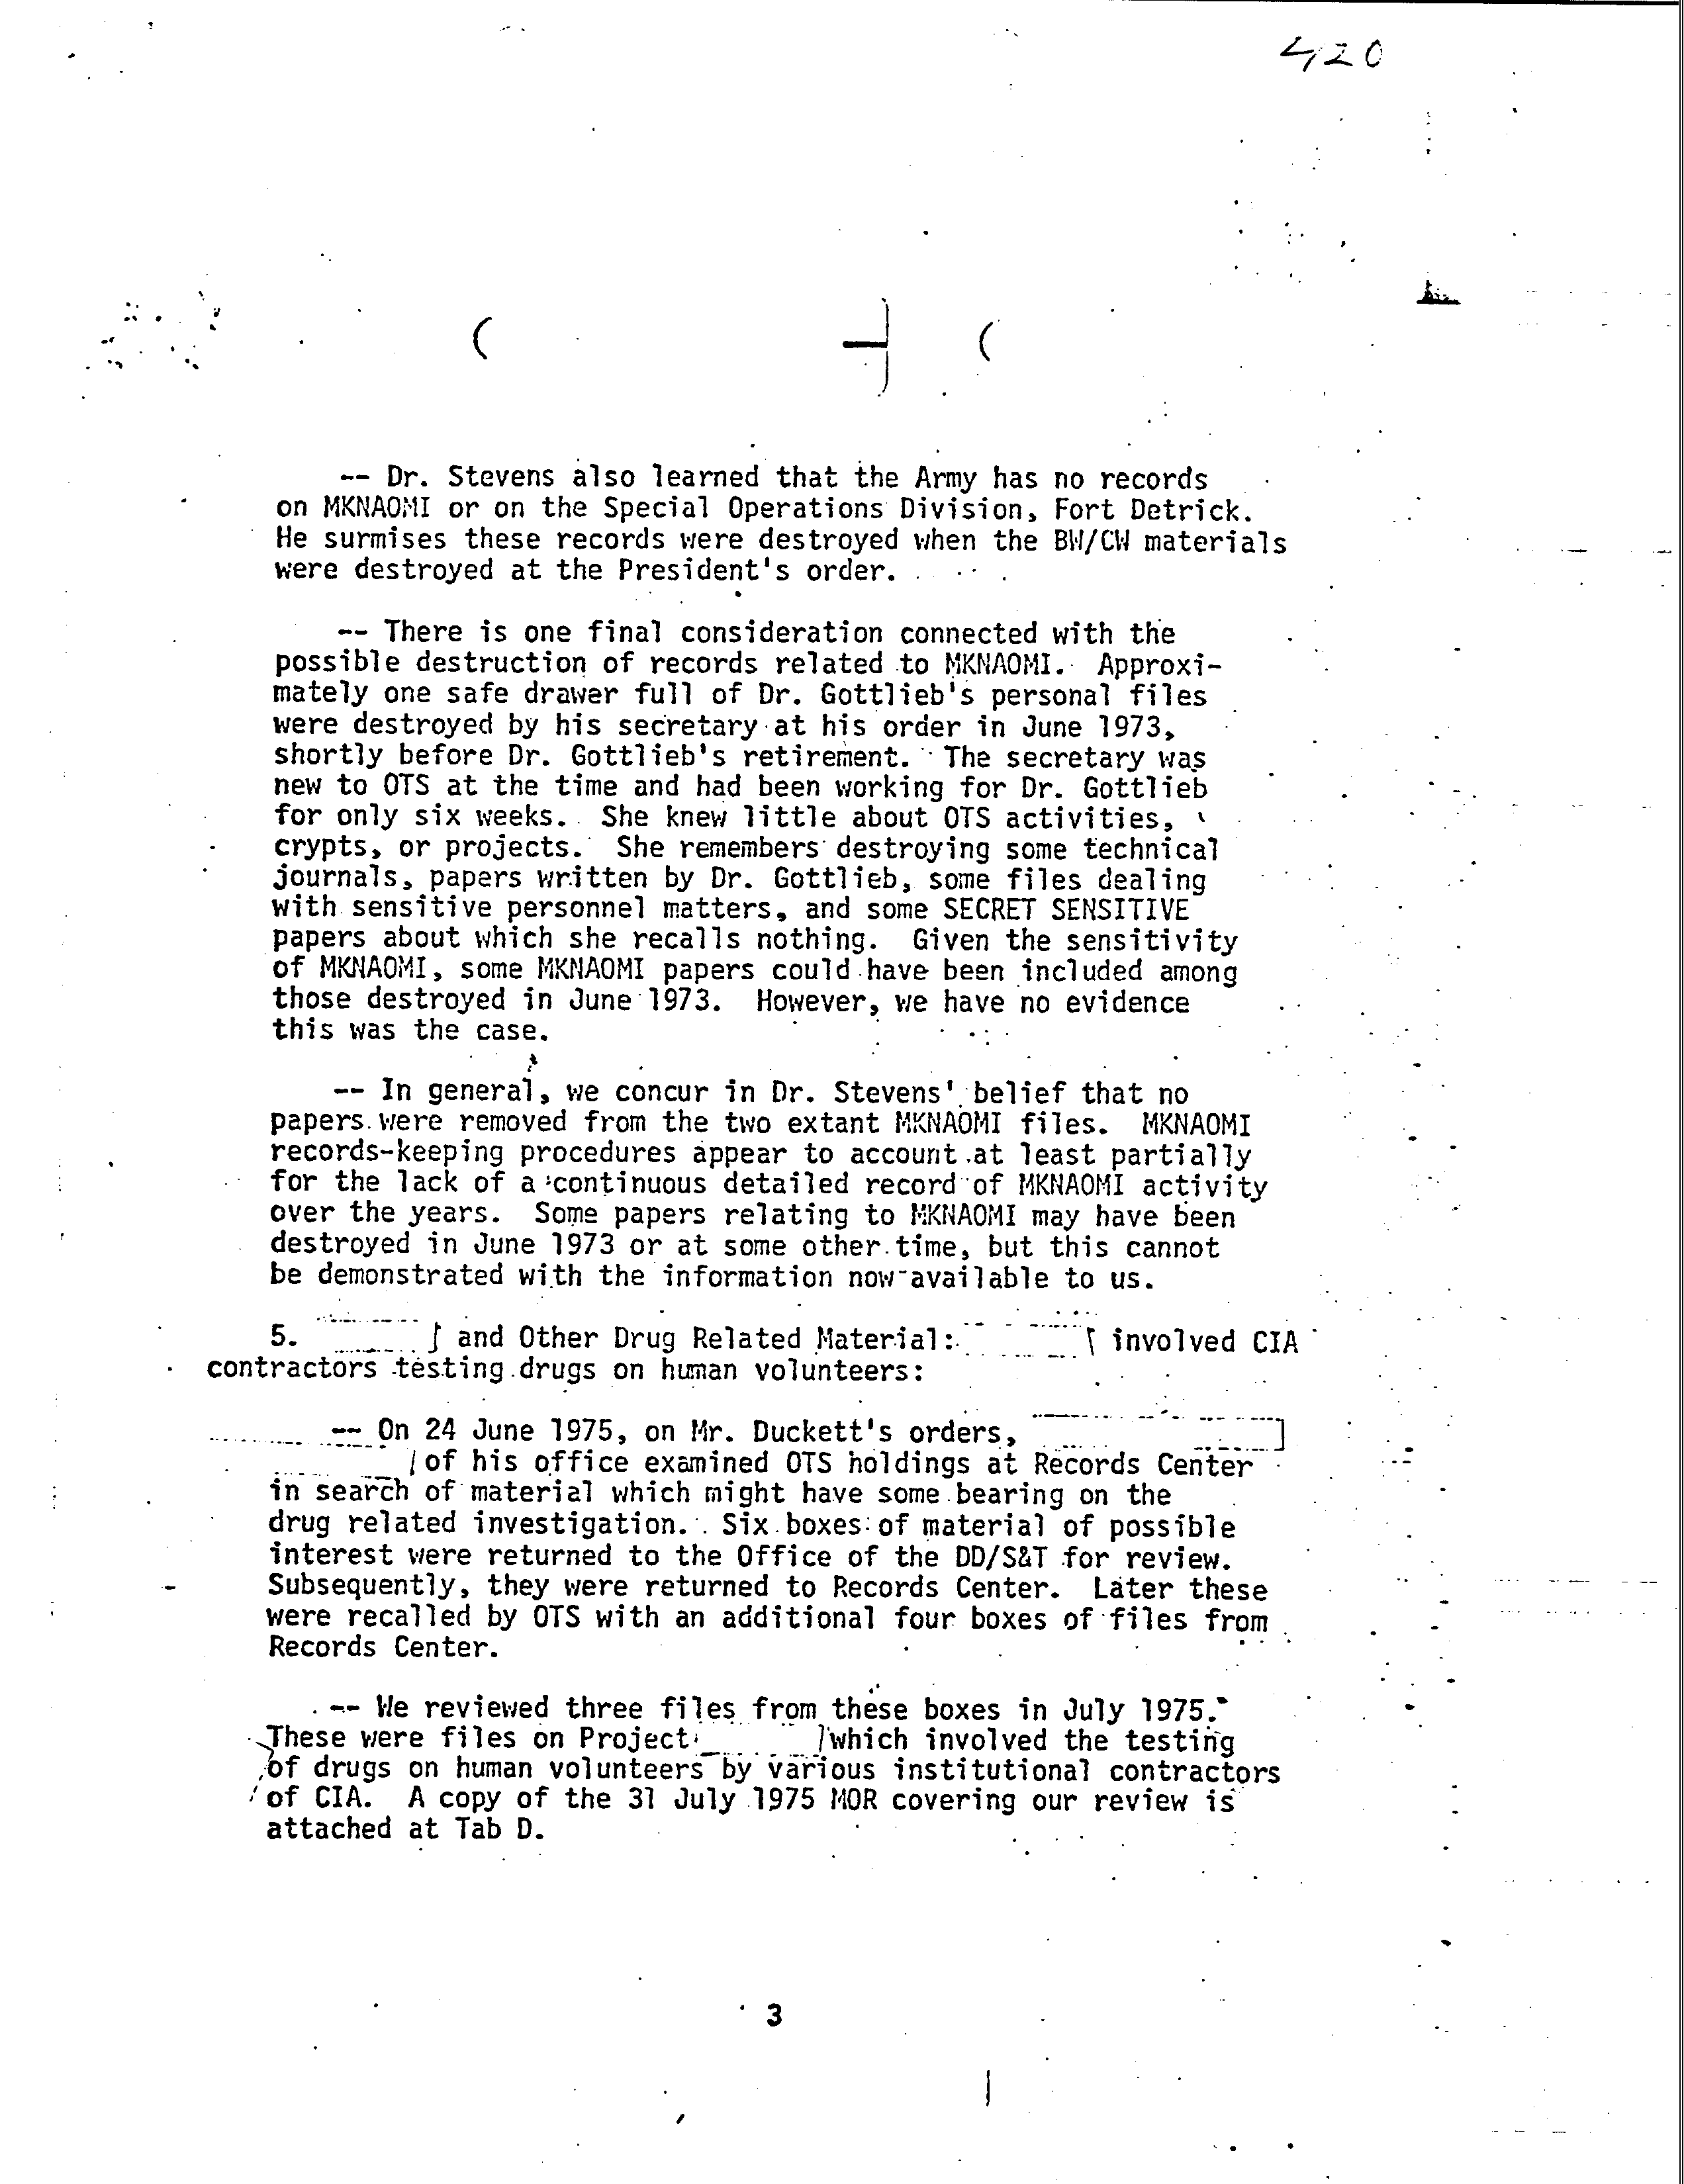 420
-- Dr. Stevens also learned that the Army has no records
on MKNAOMI or on the Special Operations Division, Fort Detrick.
He surmises these records were destroyed when the BW/CW materials
were destroyed at the President's order.
-- There is one final consideration connected with the
possible destruction of records related to MKNAOMI. Approxi-
mately one safe drawer full of Dr. Gottlieb's personal files
were destroyed by his secretary at his order in June 1973,
shortly before Dr. Gottlieb's retirement. The secretary was
new to OTS at the time and had been working for Dr. Gottlieb
for only six weeks. She knew little about OTS activities,
crypts, or projects. She remembers destroying some technical
journals, papers written by Dr. Gottlieb, some files dealing
with sensitive personnel matters, and some SECRET SENSITIVE
papers about which she recalls nothing. Given the sensitivity
of MKNAOMI, some MKNAOMI papers could have been included among
those destroyed in June 1973. However, we have no evidence
this was the case.
-- In general, we concur in Dr. Stevens' belief that no
papers were removed from the two extant MKNAOMI files. MKNAOMI
records-keeping procedures appear to account at least partially
for the lack of a continuous detailed record of MKNAOMI activity
over the years. Some papers relating to MKNAOMI may have been
destroyed in June 1973 or at some other time, but this cannot
be demonstrated with the information now available to us.
5. and Other Drug Related Material: involved CIA
contractors testing drugs on human volunteers:
-- On 24 June 1975, on Mr. Duckett's orders,
of his office examined OTS holdings at Records Center
in search of material which might have some bearing on the
drug related investigation. Six boxes of material of possible
interest were returned to the Office of the DD/S&T for review.
Subsequently, they were returned to Records Center. Later these
were recalled by OTS with an additional four boxes of files from
Records Center.
-- We reviewed three files from these boxes in July 1975.
These were files on Project which involved the testing
of drugs on human volunteers by various institutional contractors
of CIA. A copy of the 31 July 1975 MOR covering our review is
attached at Tab D.
3